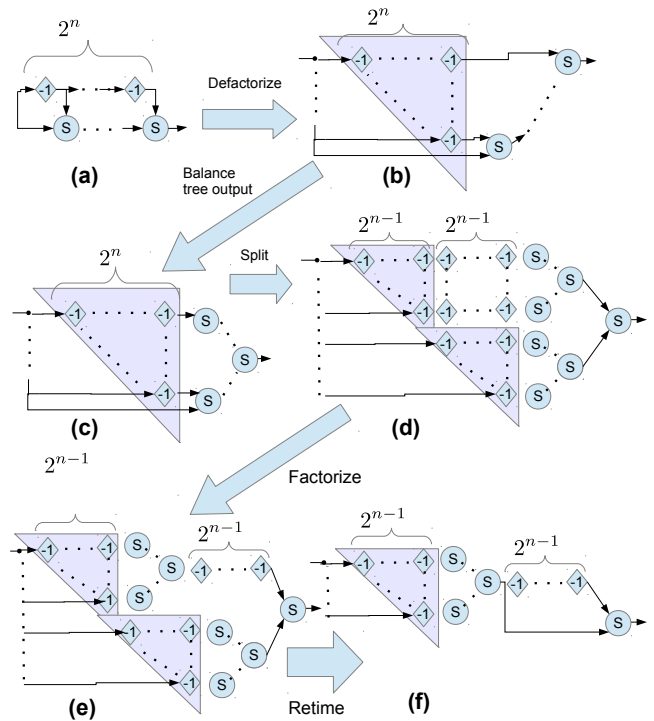 2^n
-1 -1
S S
(a)
Defactorize
2^n
-1 -1
-1
S
S
(b)
Balance
tree output
2^n
-1 -1
-1
S
S
S
(c)
Split
2^{n-1} 2^{n-1}
-1 -1 -1 -1 S
S
-1 -1 -1 S
S
-1 -1 S
S
-1 S
(d)
Factorize
2^{n-1}
2^{n-1}
-1 -1 S
S -1 -1
-1 S
S
-1 -1 S
S
-1 S
(e)
Retime
2^{n-1}
2^{n-1}
-1 -1 S
S -1 -1
-1 S
S
(f)